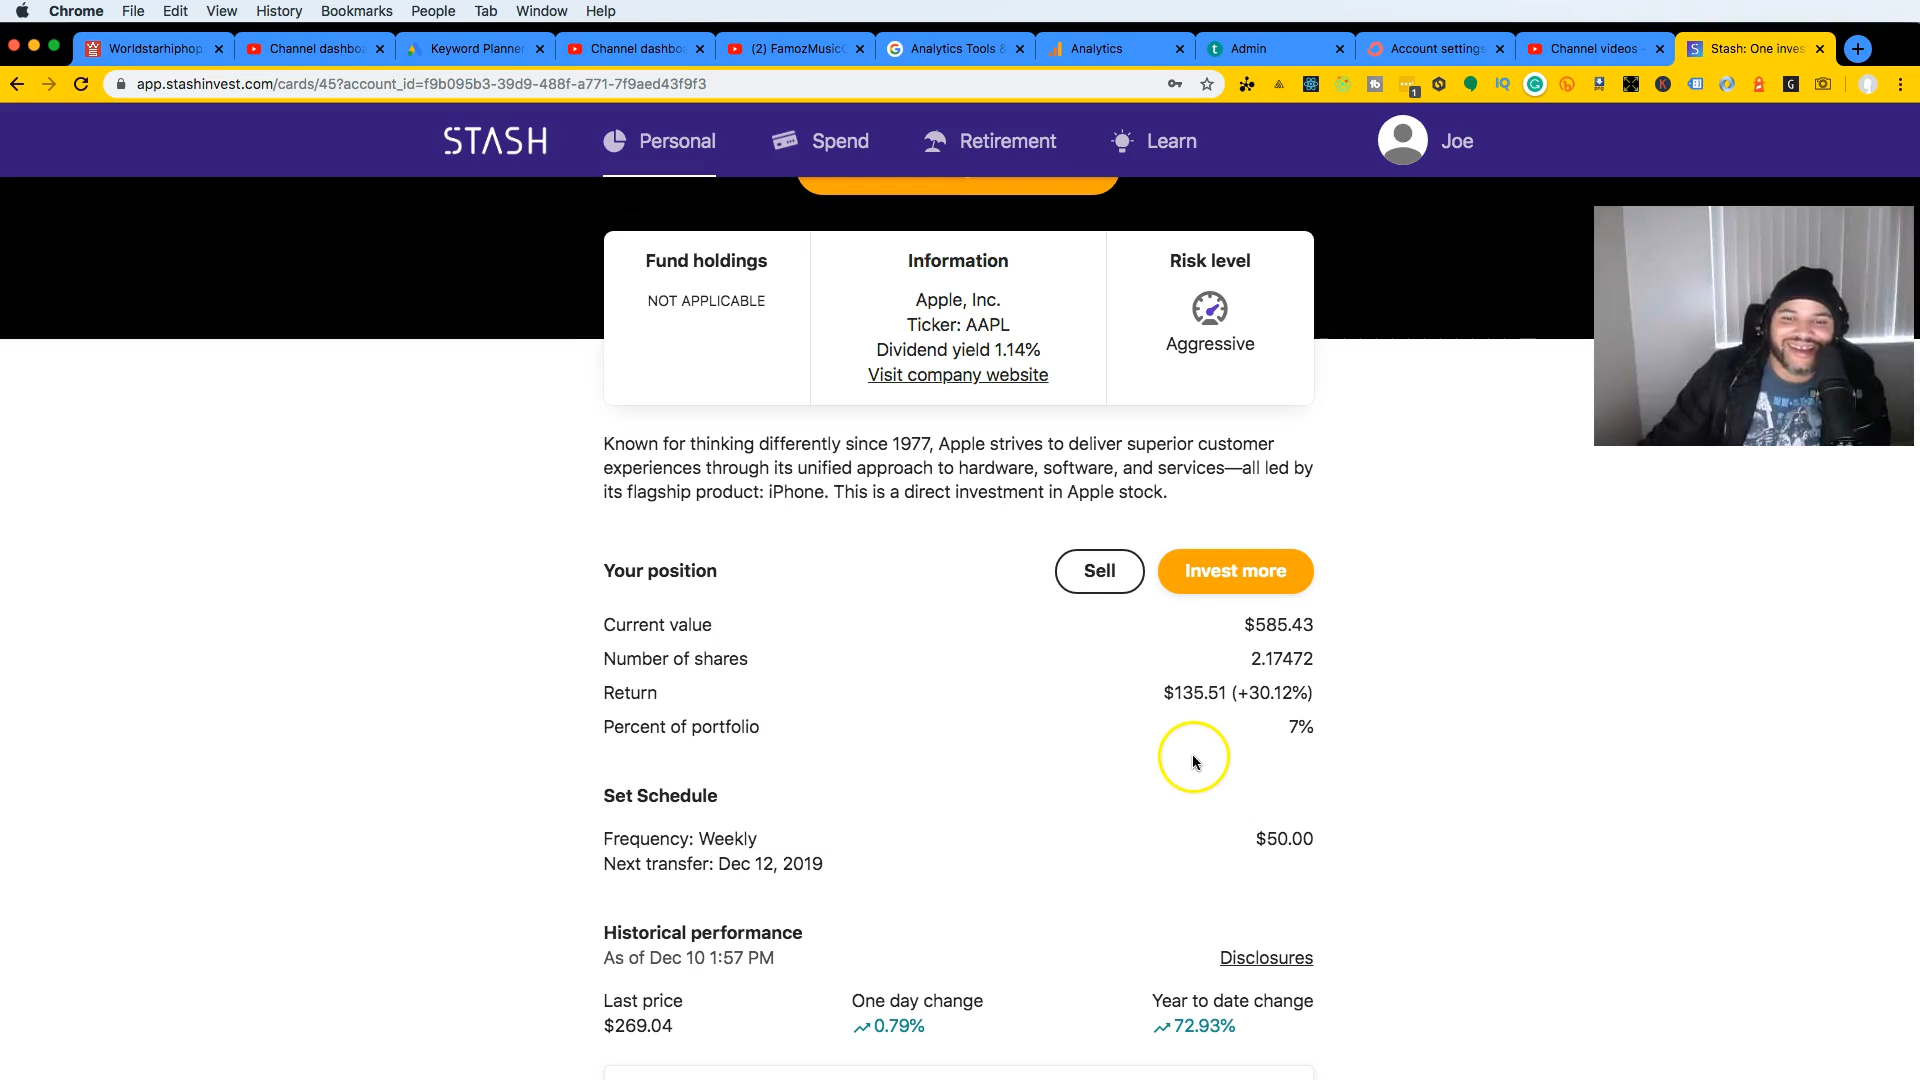 Chrome File Edit View History Bookmarks People Tab Window Help
Worldstarhiphop Channel dashboa Keyword Planner Channel dashboa (2) FamozMusic Analytics Tools & Analytics Admin Account settings Channel videos - Stash: One inves
app.stashinvest.com/cards/45?account_id=f9b095b3-39d9-488f-a771-7f9aed43f9f3
STASH Personal Spend Retirement Learn Joe
Fund holdings
NOT APPLICABLE
Information
Apple, Inc.
Ticker: AAPL
Dividend yield 1.14%
Visit company website
Risk level
Aggressive
Known for thinking differently since 1977, Apple strives to deliver superior customer
experiences through its unified approach to hardware, software, and services—all led by
its flagship product: iPhone. This is a direct investment in Apple stock.
Your position Sell Invest more
Current value $585.43
Number of shares 2.17472
Return $135.51 (+30.12%)
Percent of portfolio 7%
Set Schedule
Frequency: Weekly $50.00
Next transfer: Dec 12, 2019
Historical performance
As of Dec 10 1:57 PM Disclosures
Last price One day change Year to date change
$269.04 0.79% 72.93%